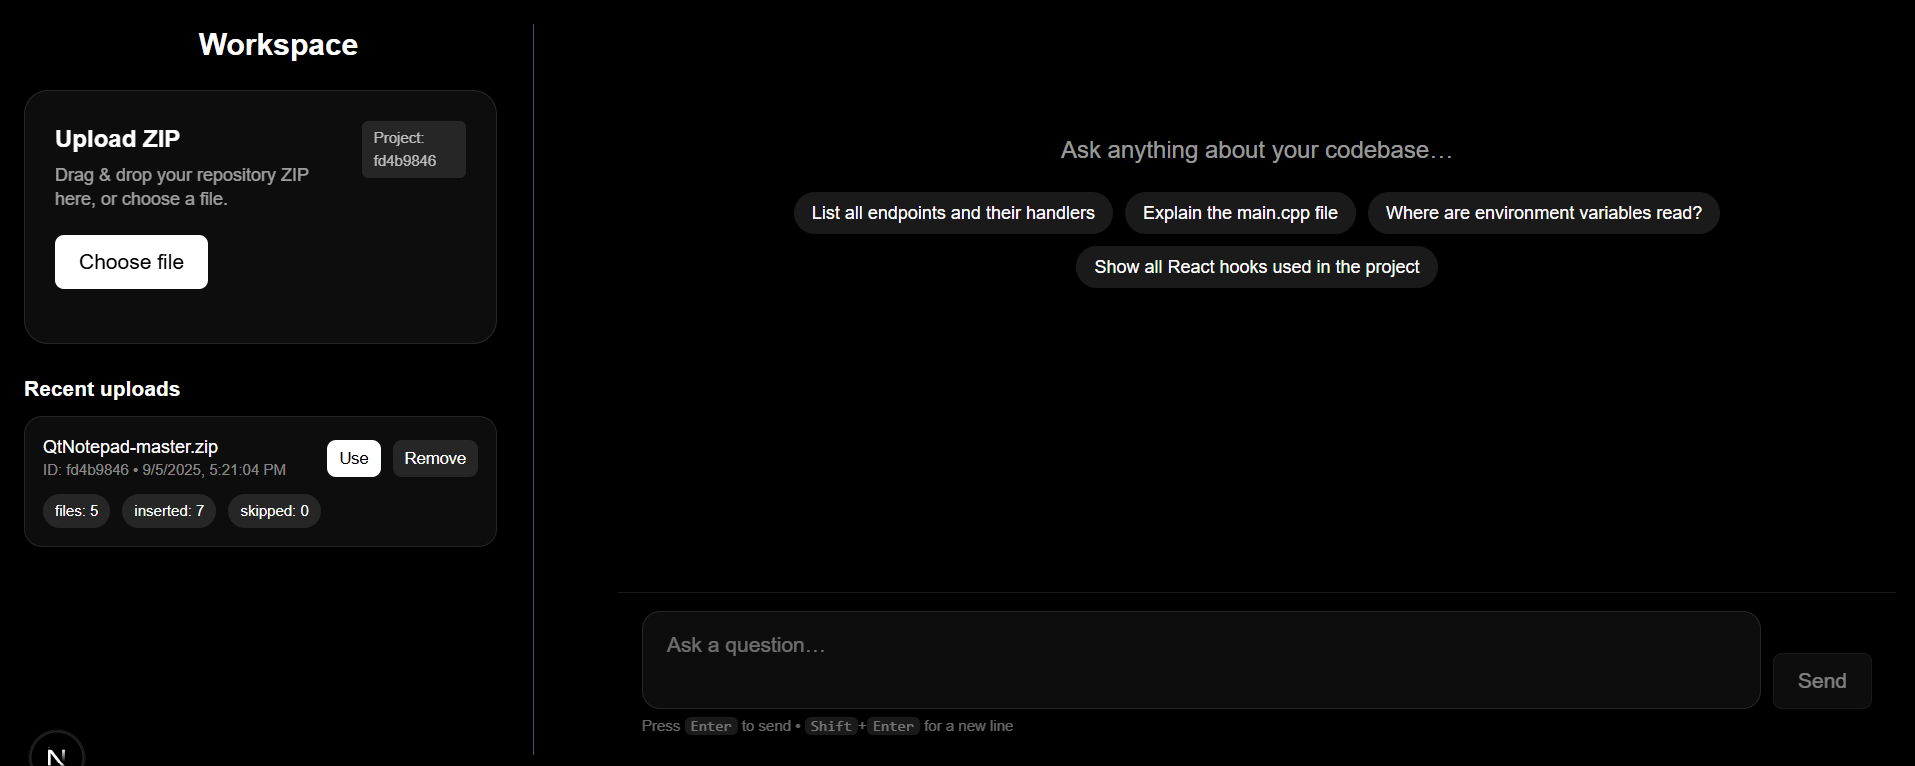 Workspace
Upload ZIP
Project:
fd4b9846
Drag & drop your repository ZIP
here, or choose a file.
Choose file
Recent uploads
QtNotepad-master.zip
ID: fd4b9846 • 9/5/2025, 5:21:04 PM
Use
Remove
files: 5
inserted: 7
skipped: 0
N
Ask anything about your codebase…
List all endpoints and their handlers
Explain the main.cpp file
Where are environment variables read?
Show all React hooks used in the project
Ask a question…
Send
Press Enter to send • Shift+Enter for a new line